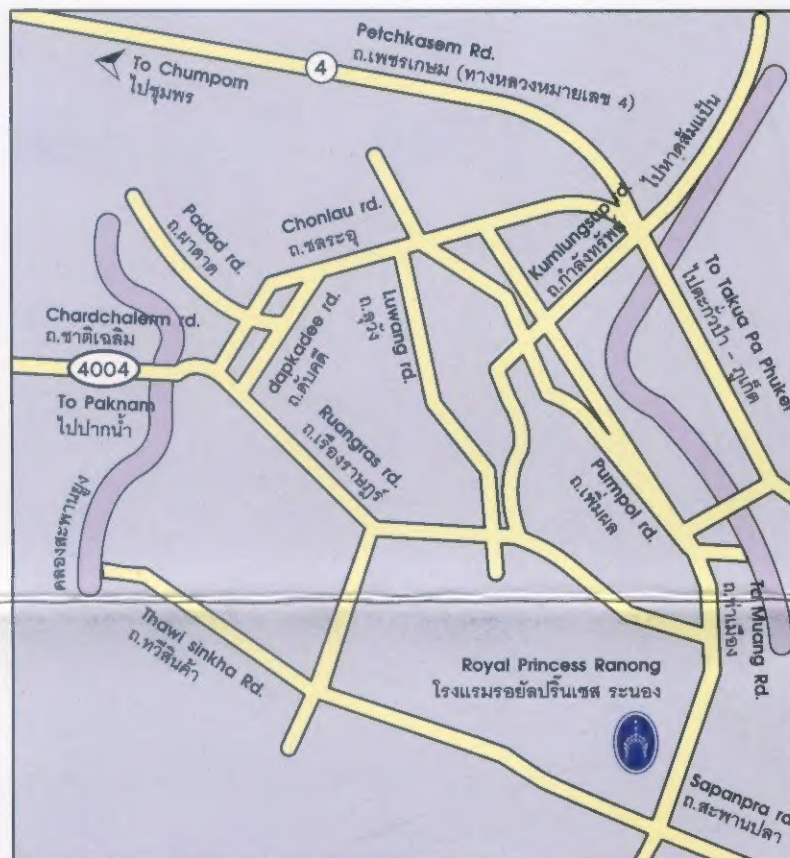 Petchkasem Rd.
ถ.เพชรเกษม (ทางหลวงหมายเลข 4)
To Chumporn
ไปชุมพร
4
ไปหาดส้มแป้น
Kumlungsap rd.
ถ.กำลังทรัพย์
Chonlau rd.
ถ.ชลระอุ
Padad rd.
ถ.ผาดาด
Luwang rd.
ถ.ลุวัง
To Takua Pa Phuket
ไปตะกั่วป่า - ภูเก็ต
Chardchalerm rd.
ถ.ชาติเฉลิม
4004
To Paknam
ไปปากน้ำ
dapkadee rd.
ถ.ดับคดี
Ruangras rd.
ถ.เรืองราษฎร์
Purmpol rd.
ถ.เพิ่มผล
คลองสะพานยูง
Thawi sinkha Rd.
ถ.ทวีสินค้า
Ta Muang Rd.
ถ.ท่าเมือง
Royal Princess Ranong
โรงแรมรอยัลปริ๊นเซส ระนอง
Sapanpra rd
ถ.สะพานปลา